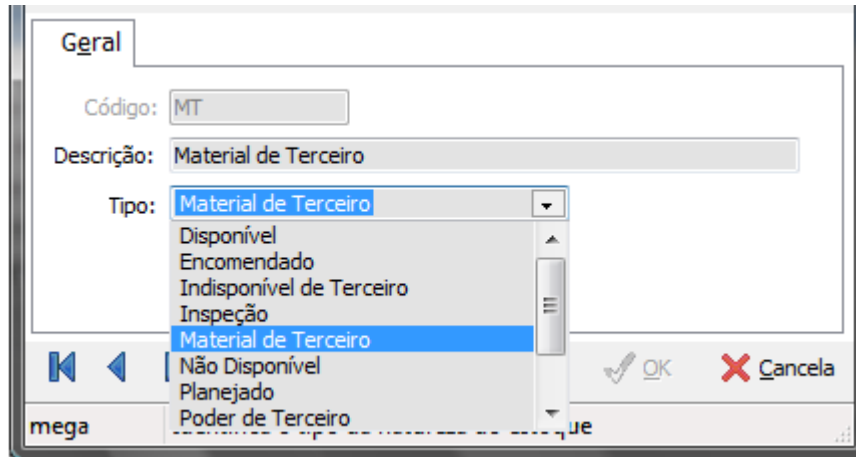 Geral
Código: MT
Descrição: Material de Terceiro
Tipo: Material de Terceiro
Disponível
Encomendado
Indisponível de Terceiro
Inspeção
Material de Terceiro
Não Disponível
OK Cancela
Planejado
Poder de Terceiro
mega